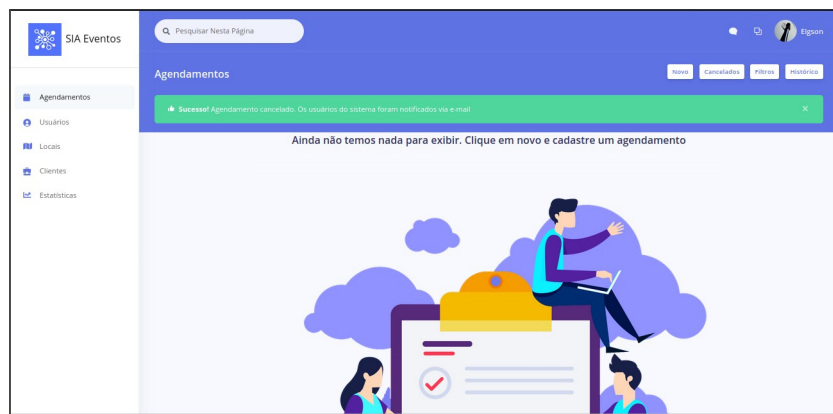 SIA Eventos
Pesquisar Nesta Página
Elgson
Agendamentos
Novo
Cancelados
Filtros
Histórico
Sucesso! Agendamento cancelado. Os usuários do sistema foram notificados via e-mail
Agendamentos
Usuários
Locais
Clientes
Estatísticas
Ainda não temos nada para exibir. Clique em novo e cadastre um agendamento